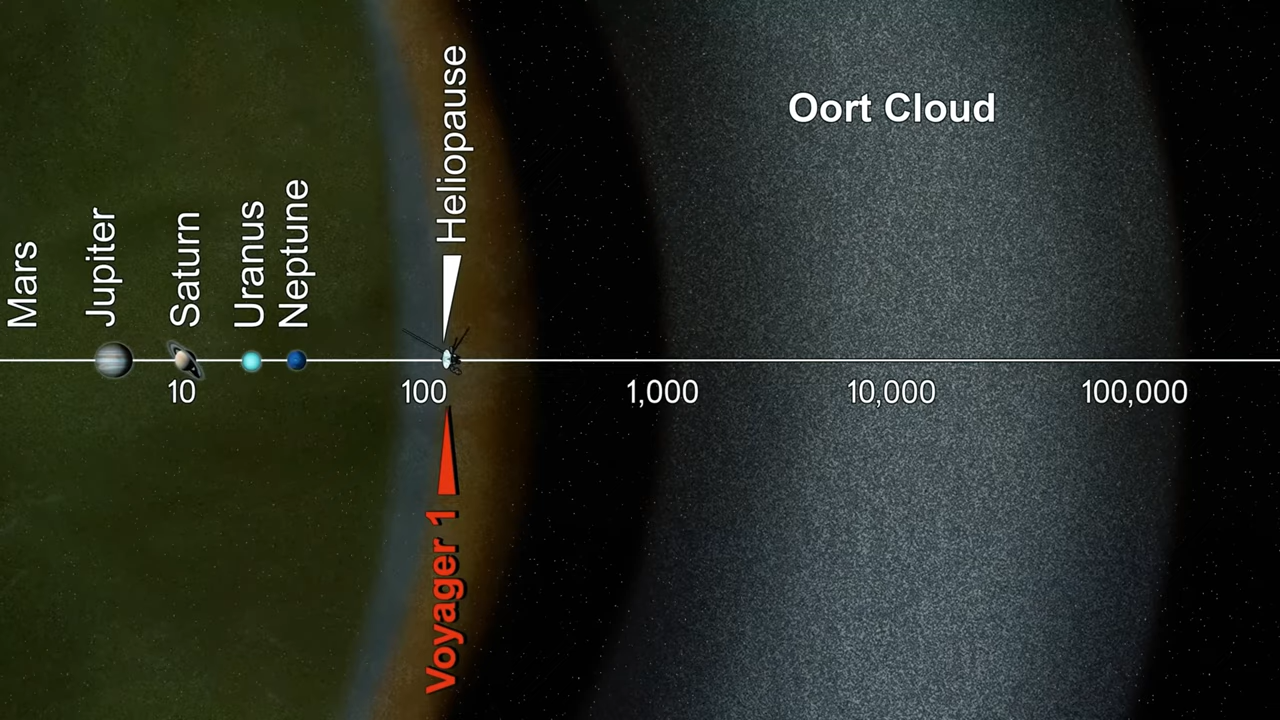 Oort Cloud
Heliopause
Mars
Jupiter
Saturn
Uranus
Neptune
10
100
1,000
10,000
100,000
Voyager 1